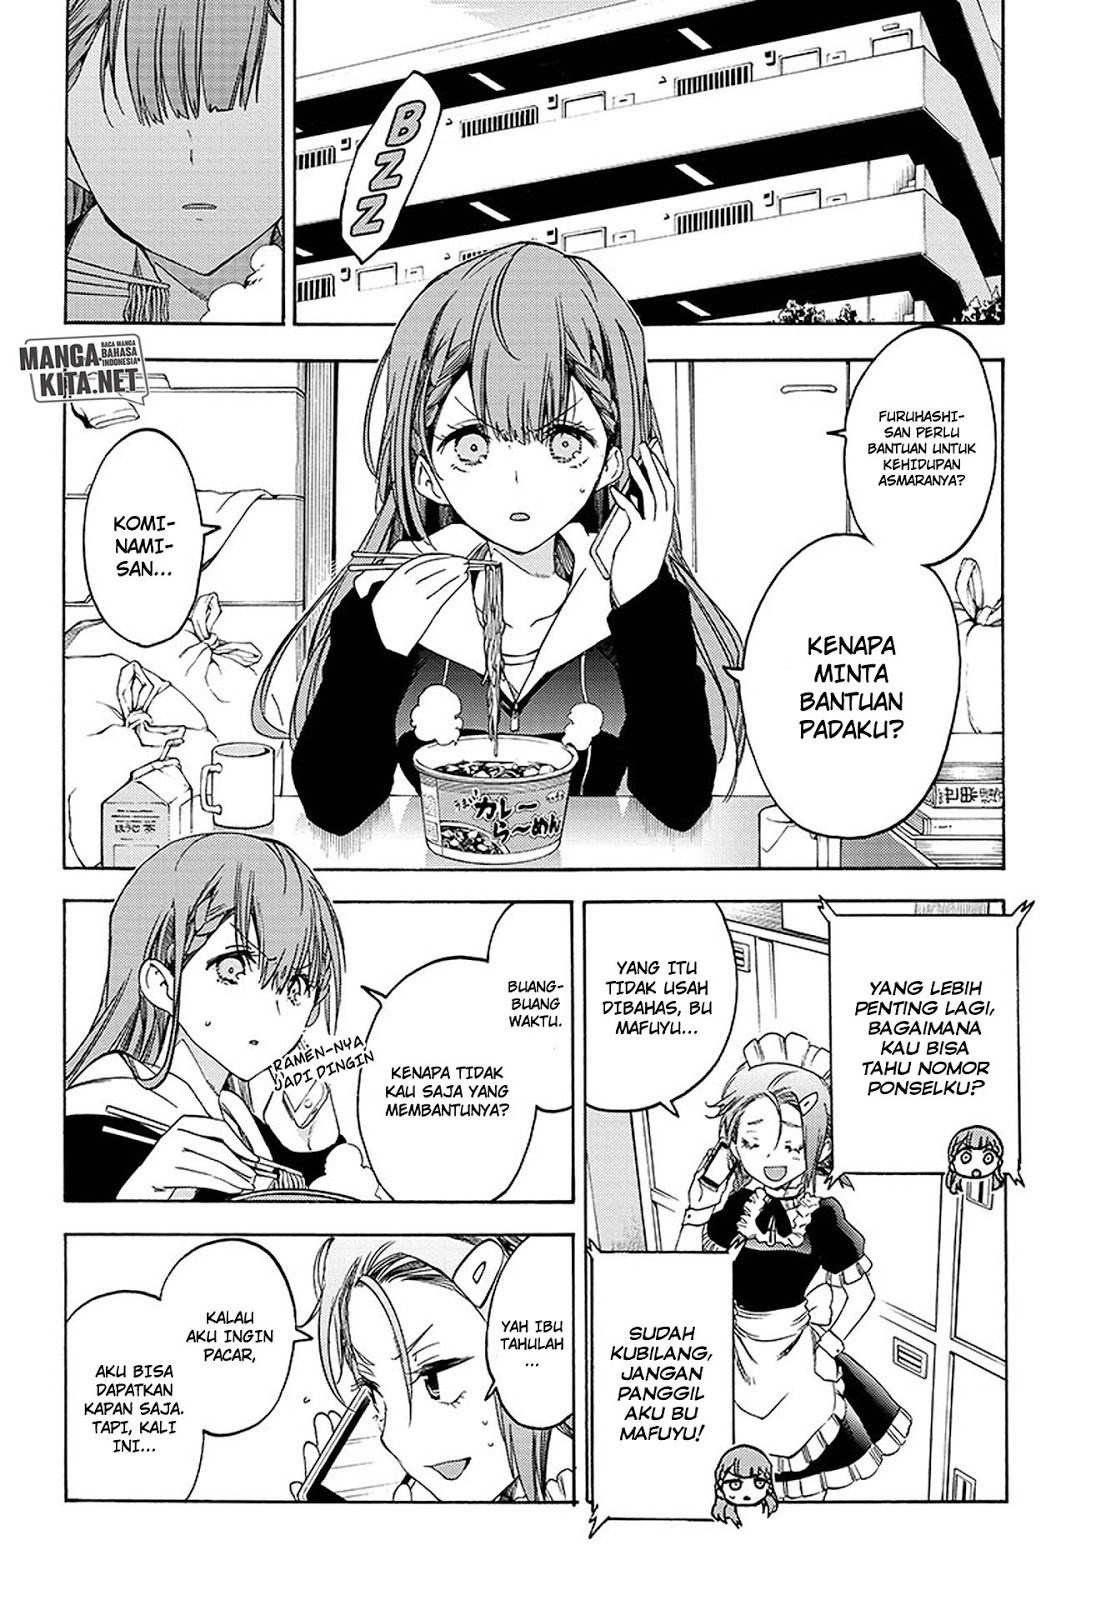 BZZ
MANGA
KITA.NET
BACA MANGA
BAHASA
INDONESIA
FURUHASHI-
SAN PERLU
BANTUAN UNTUK
KEHIDUPAN
ASMARANYA?
KENAPA
MINTA
BANTUAN
PADAKU?
KOMI-
NAMI-
SAN...
カレー
ら〜めん
ほうじ茶
YANG LEBIH
PENTING LAGI,
BAGAIMANA
KAU BISA
TAHU NOMOR
PONSELKU?
YANG ITU
TIDAK USAH
DIBAHAS, BU
MAFUYU...
SUDAH
KUBILANG,
JANGAN
PANGGIL
AKU BU
MAFUYU!
BUANG-
BUANG
WAKTU.
KENAPA TIDAK
KAU SAJA YANG
MEMBANTUNYA?
RAMEN-NYA
JADI DINGIN
YAH IBU
TAHULAH
...
KALAU
AKU INGIN
PACAR,
AKU BISA
DAPATKAN
KAPAN SAJA.
TAPI, KALI
INI...